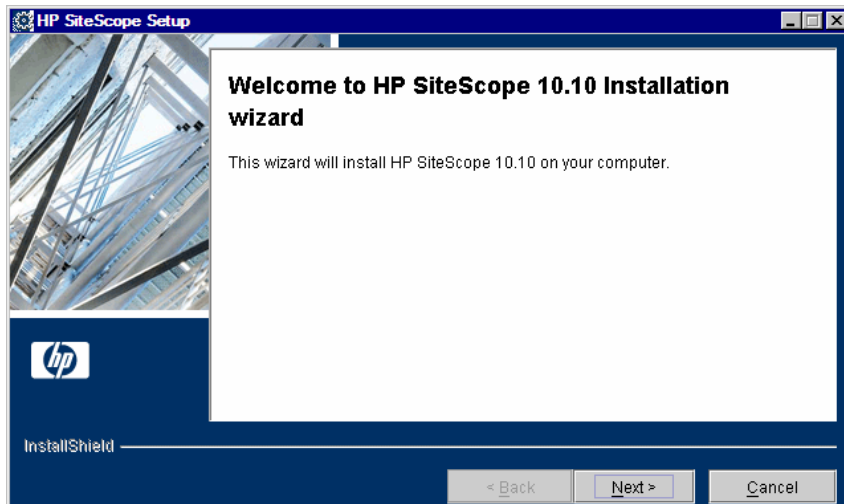 HP SiteScope Setup
Welcome to HP SiteScope 10.10 Installation
wizard
This wizard will install HP SiteScope 10.10 on your computer.
hp
InstallShield
< Back
Next >
Cancel